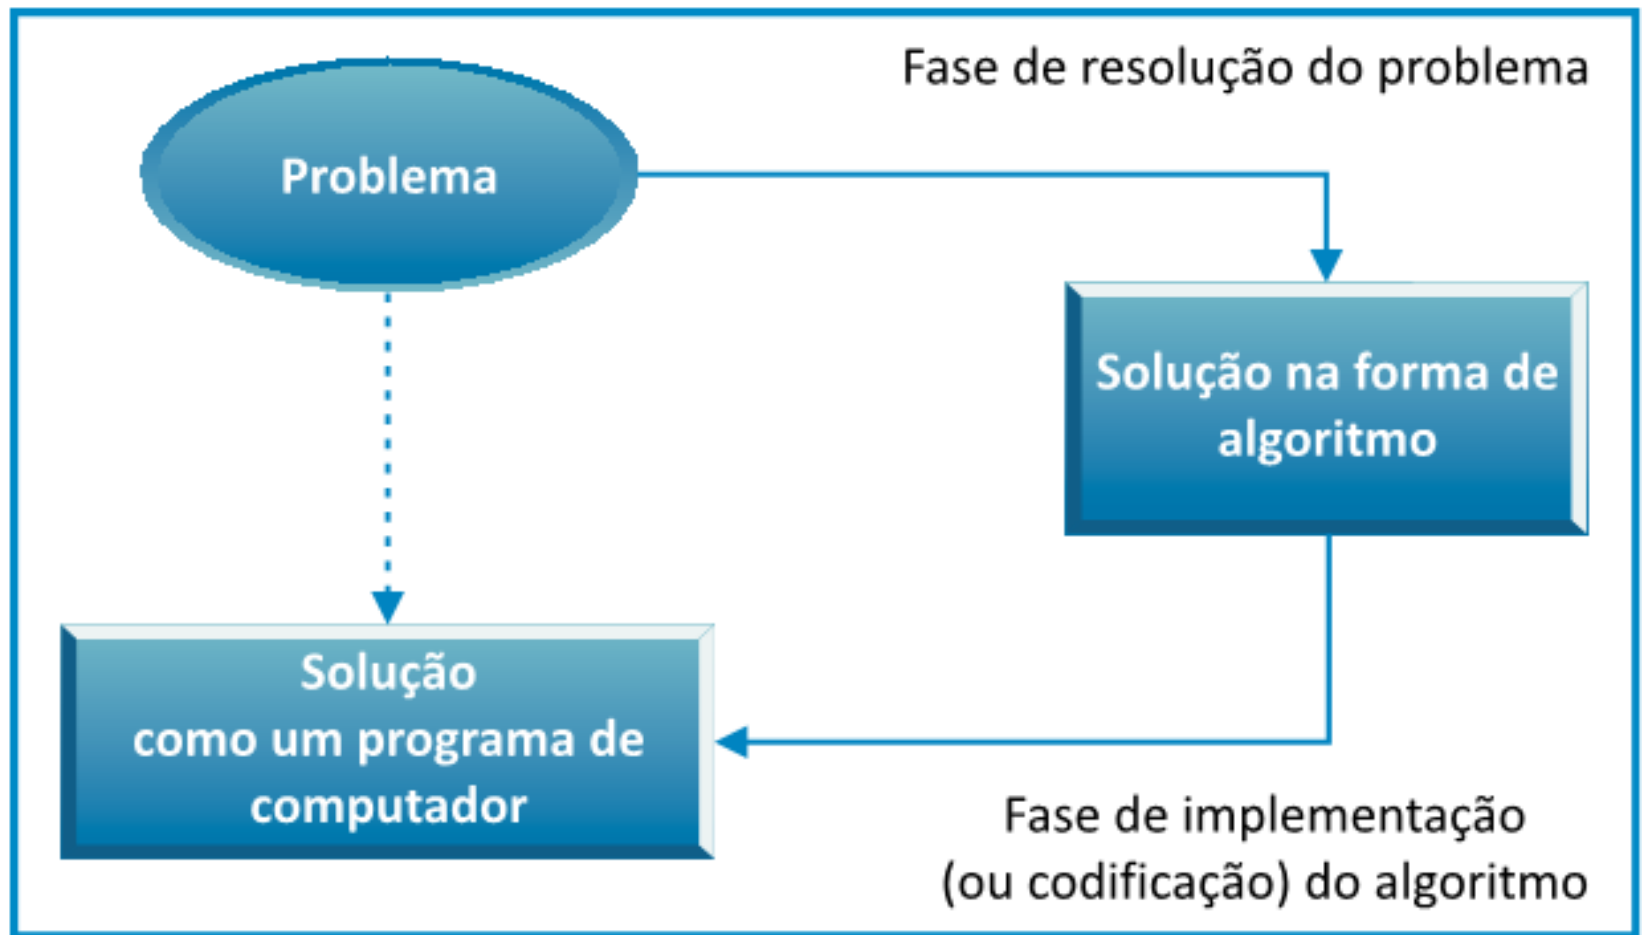 Fase de resolução do problema
Problema
Solução na forma de
algoritmo
Solução
como um programa de
computador
Fase de implementação
(ou codificação) do algoritmo